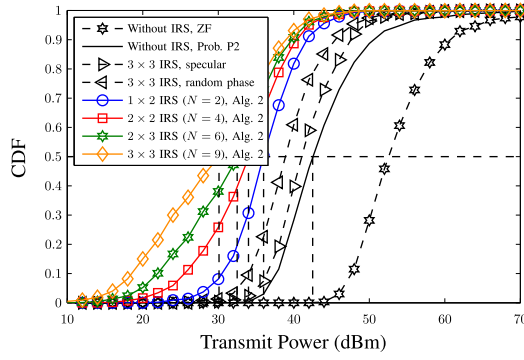 1
0.9
0.8
0.7
0.6
0.5
0.4
0.3
0.2
0.1
0
CDF
Without IRS, ZF
Without IRS, Prob. P2
3 × 3 IRS, specular
3 × 3 IRS, random phase
1 × 2 IRS (N = 2), Alg. 2
2 × 2 IRS (N = 4), Alg. 2
2 × 3 IRS (N = 6), Alg. 2
3 × 3 IRS (N = 9), Alg. 2
10 20 30 40 50 60 70
Transmit Power (dBm)